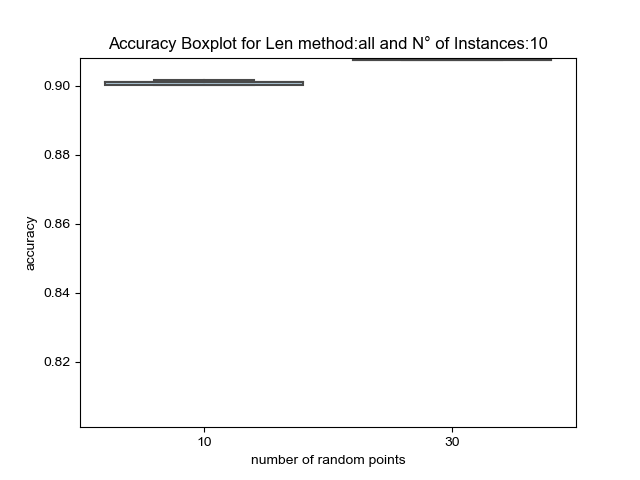 Accuracy Boxplot for Len method:all and N° of Instances:10
0.90
0.88
0.86
0.84
0.82
accuracy
10
30
number of random points